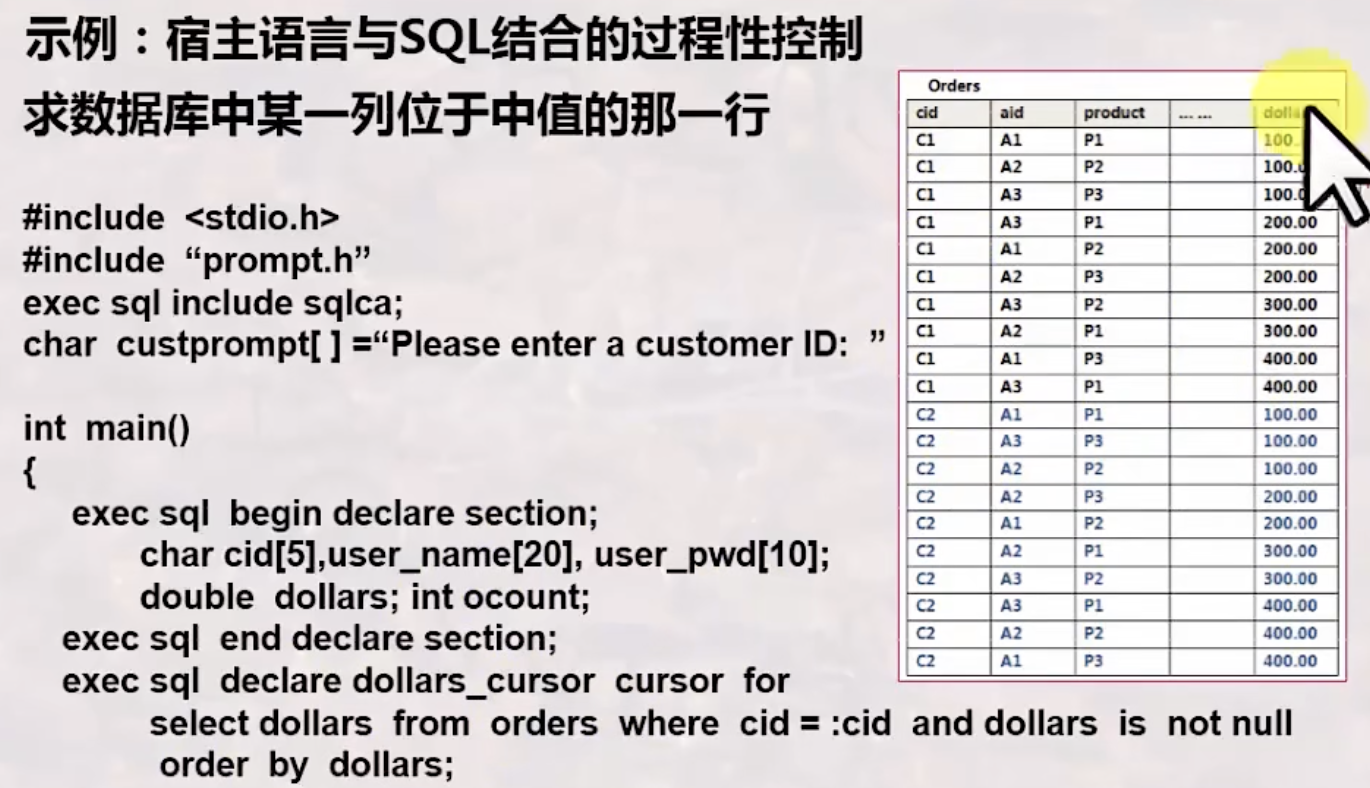 示例：宿主语言与SQL结合的过程性控制
求数据库中某一列位于中值的那一行
#include <stdio.h>
#include “prompt.h”
exec sql include sqlca;
char custprompt[ ] =“Please enter a customer ID: ”
int main()
{
exec sql begin declare section;
char cid[5],user_name[20], user_pwd[10];
double dollars; int ocount;
exec sql end declare section;
exec sql declare dollars_cursor cursor for
select dollars from orders where cid = :cid and dollars is not null
order by dollars;
Orders
cid aid product ... ...
C1 A1 P1
C1 A2 P2
C1 A3 P3
C1 A3 P1 200.00
C1 A1 P2 200.00
C1 A2 P3 200.00
C1 A3 P2 300.00
C1 A2 P1 300.00
C1 A1 P3 400.00
C1 A3 P1 400.00
C2 A1 P1 100.00
C2 A3 P3 100.00
C2 A2 P2 100.00
C2 A2 P3 200.00
C2 A1 P2 200.00
C2 A2 P1 300.00
C2 A3 P2 300.00
C2 A3 P1 400.00
C2 A2 P2 400.00
C2 A1 P3 400.00